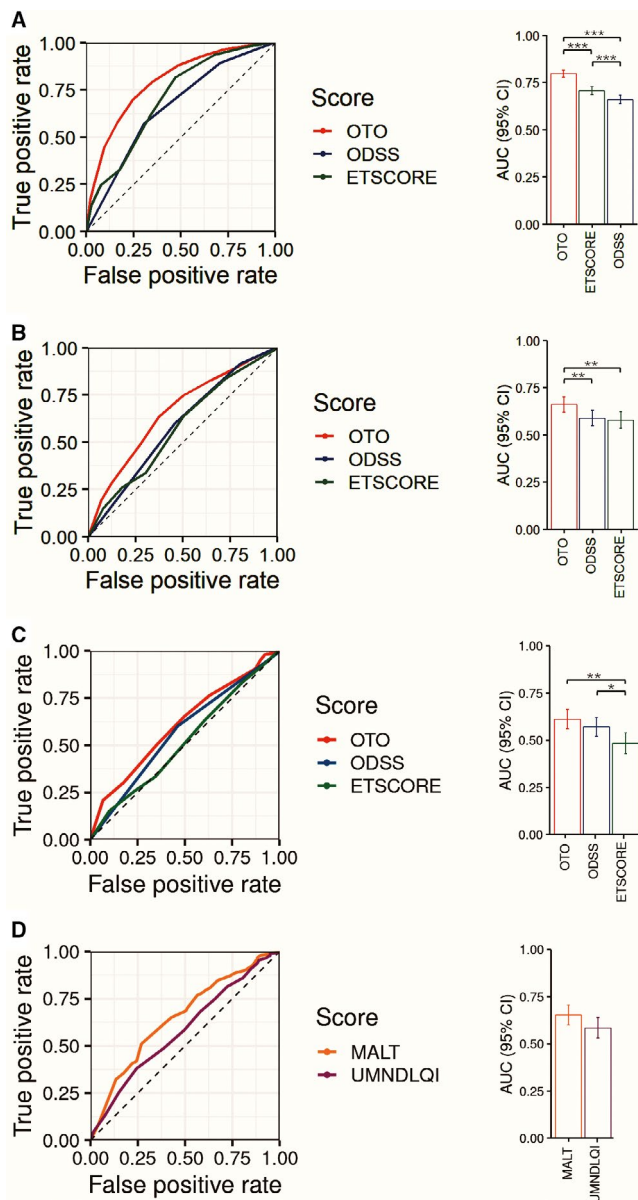 A
True positive rate
1.00
0.75
0.50
0.25
0.00
0.00 0.25 0.50 0.75 1.00
False positive rate
Score
OTO
ODSS
ETSCORE
AUC (95% CI)
1.00
0.75
0.50
0.25
0.00
***
***
***
OTO
ETSCORE
ODSS
B
True positive rate
1.00
0.75
0.50
0.25
0.00
0.00 0.25 0.50 0.75 1.00
False positive rate
Score
OTO
ODSS
ETSCORE
AUC (95% CI)
1.00
0.75
0.50
0.25
0.00
**
**
OTO
ODSS
ETSCORE
C
True positive rate
1.00
0.75
0.50
0.25
0.00
0.00 0.25 0.50 0.75 1.00
False positive rate
Score
OTO
ODSS
ETSCORE
AUC (95% CI)
1.00
0.75
0.50
0.25
0.00
**
*
OTO
ODSS
ETSCORE
D
True positive rate
1.00
0.75
0.50
0.25
0.00
0.00 0.25 0.50 0.75 1.00
False positive rate
Score
MALT
UMNDLQI
AUC (95% CI)
1.00
0.75
0.50
0.25
0.00
MALT
UMNDLQI